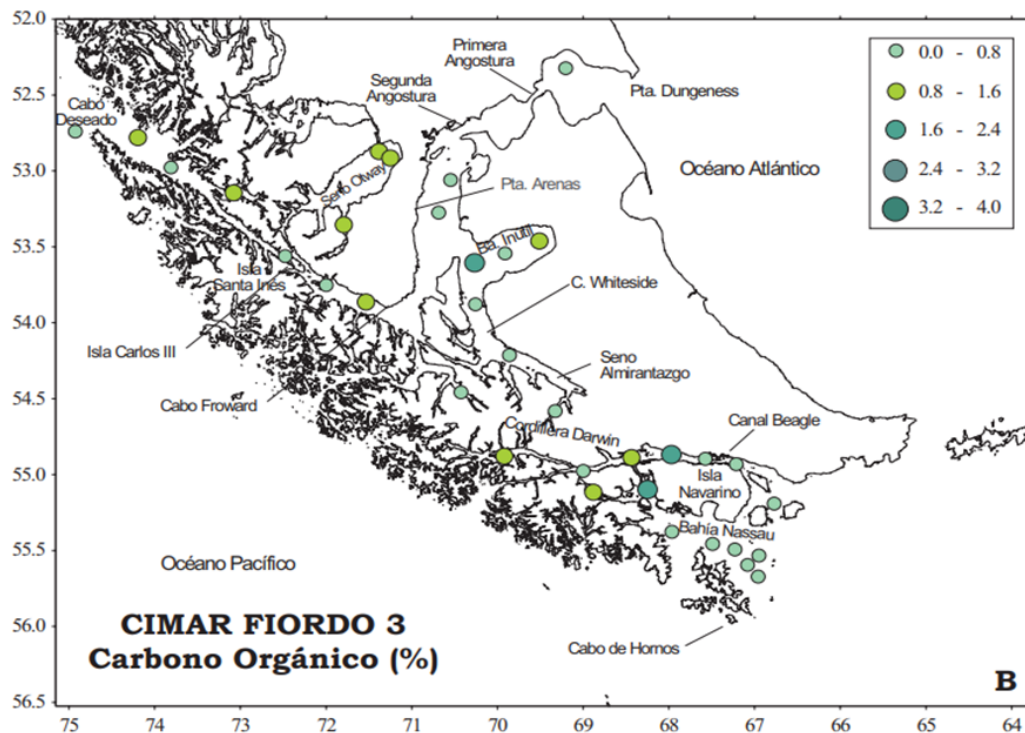 52.0
52.5
53.0
53.5
54.0
54.5
55.0
55.5
56.0
56.5
75
74
73
72
71
70
69
68
67
66
65
64
0.0 - 0.8
0.8 - 1.6
1.6 - 2.4
2.4 - 3.2
3.2 - 4.0
Primera
Angostura
Segunda
Angostura
Pta. Dungeness
Cabo
Deseado
Océano Atlántico
Seno Otway
Pta. Arenas
Ba. Inutil
Isla
Santa Ines
C. Whiteside
Isla Carlos III
Seno
Almirantazgo
Cabo Froward
Cordillera Darwin
Canal Beagle
Isla
Navarino
Bahía Nassau
Océano Pacífico
CIMAR FIORDO 3
Carbono Orgánico (%)
Cabo de Hornos
B